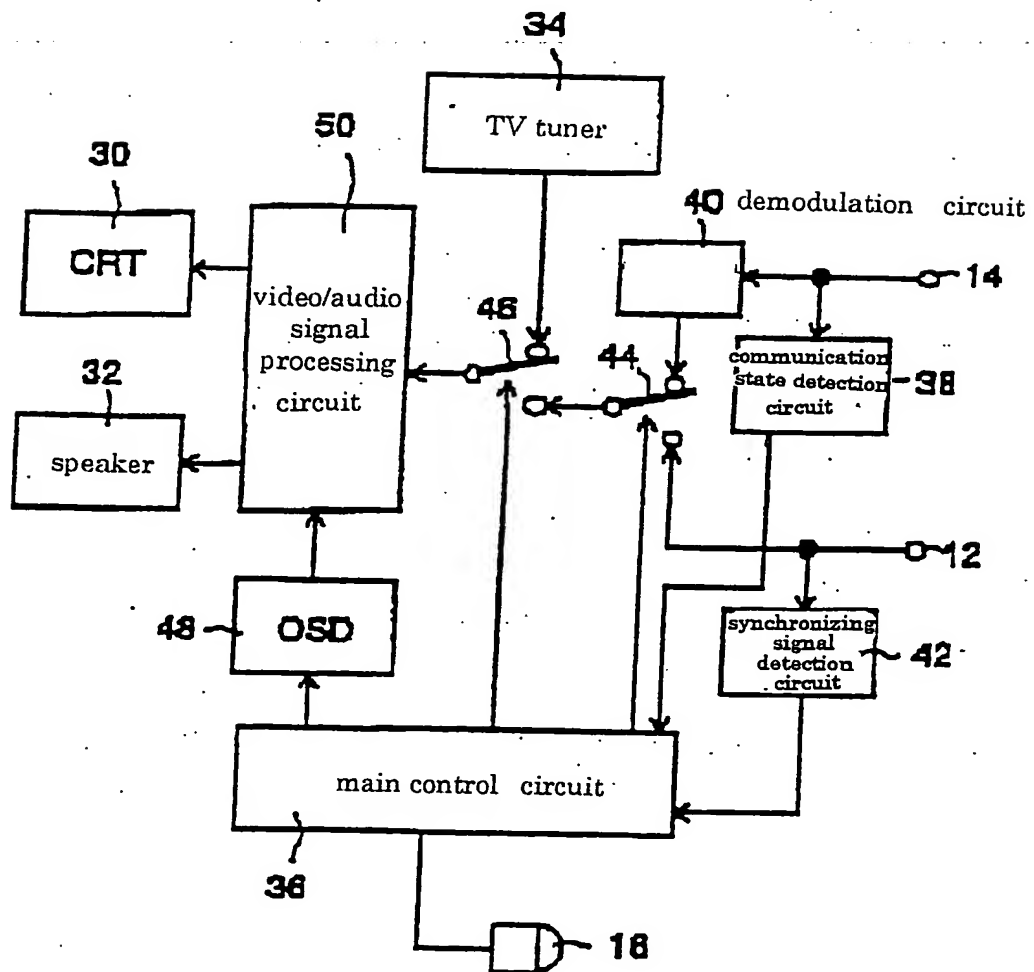 34
TV tuner
50
30
CRT
40 demodulation circuit
14
video/audio
signal
processing
circuit
46
44
communication
state detection
circuit
38
32
speaker
12
48
OSD
synchronizing
signal
detection
circuit
42
main control circuit
36
16